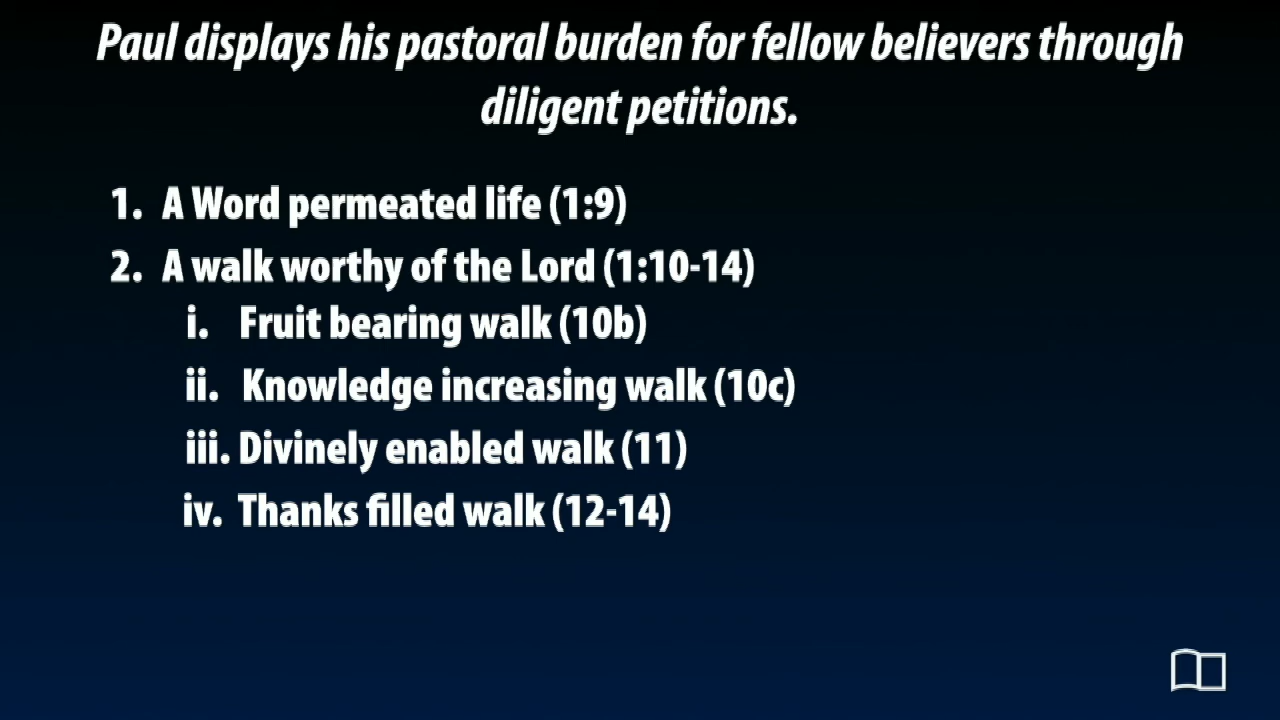 Paul displays his pastoral burden for fellow believers through
diligent petitions.
1. A Word permeated life (1:9)
2. A walk worthy of the Lord (1:10-14)
i. Fruit bearing walk (10b)
ii. Knowledge increasing walk (10c)
iii. Divinely enabled walk (11)
iv. Thanks filled walk (12-14)